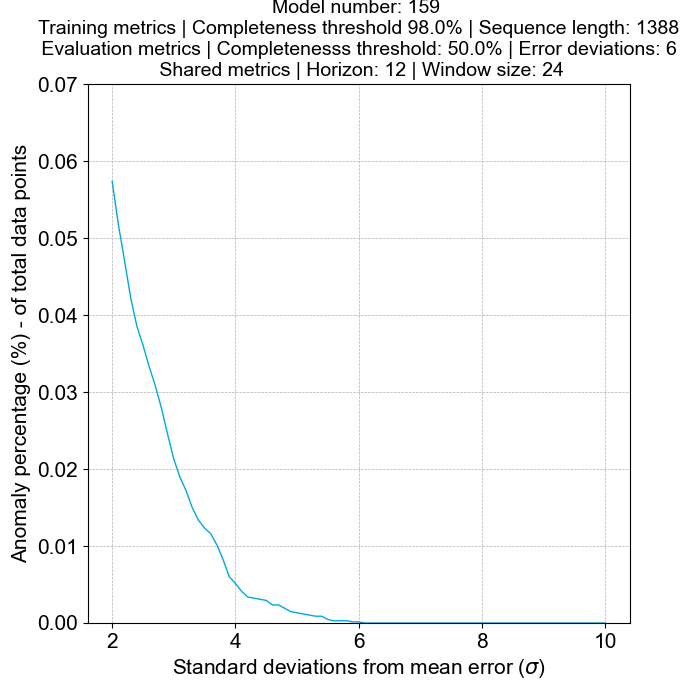 Model number: 159
Training metrics | Completeness threshold 98.0% | Sequence length: 1388
Evaluation metrics | Completenesss threshold: 50.0% | Error deviations: 6
Shared metrics | Horizon: 12 | Window size: 24
0.07
0.06
0.05
0.04
0.03
0.02
0.01
0.00
Anomaly percentage (%) - of total data points
2 4 6 8 10
Standard deviations from mean error (σ)